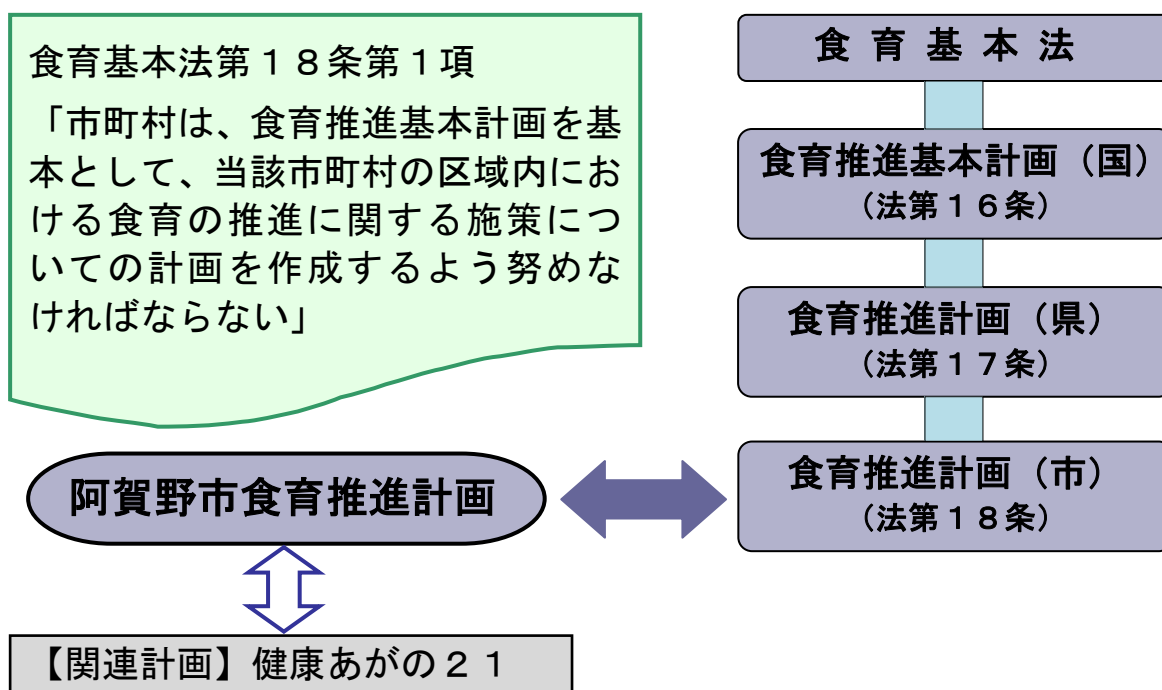 食育基本法第１８条第１項
「市町村は、食育推進基本計画を基
本として、当該市町村の区域内にお
ける食育の推進に関する施策につ
いての計画を作成するよう努めな
ければならない」
食 育 基 本 法
食育推進基本計画（国）
（法第１６条）
食育推進計画（県）
（法第１７条）
食育推進計画（市）
（法第１８条）
阿賀野市食育推進計画
【関連計画】健康あがの２１